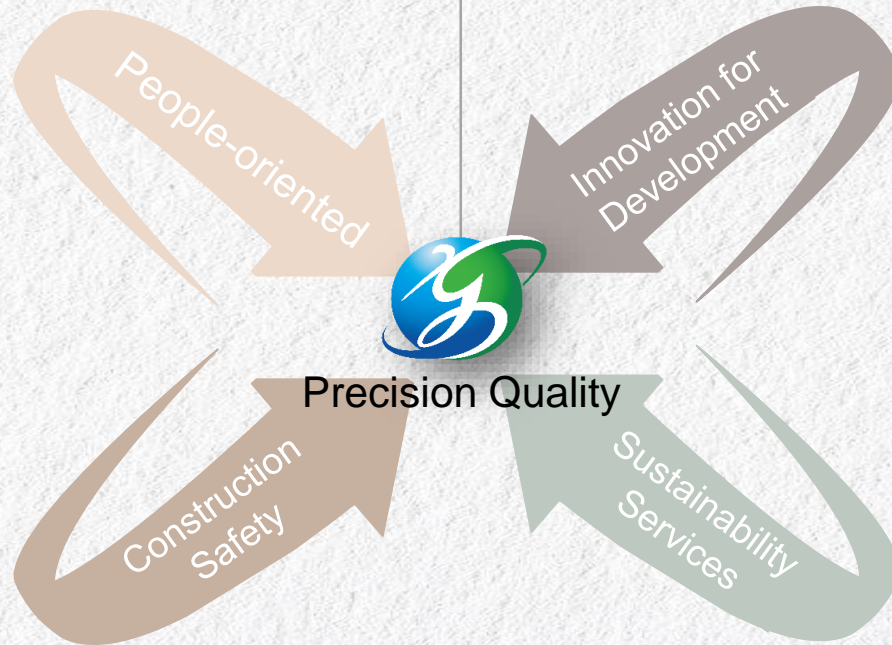 People-oriented
Innovation for
Development
Precision Quality
Construction
Safety
Sustainability
Services